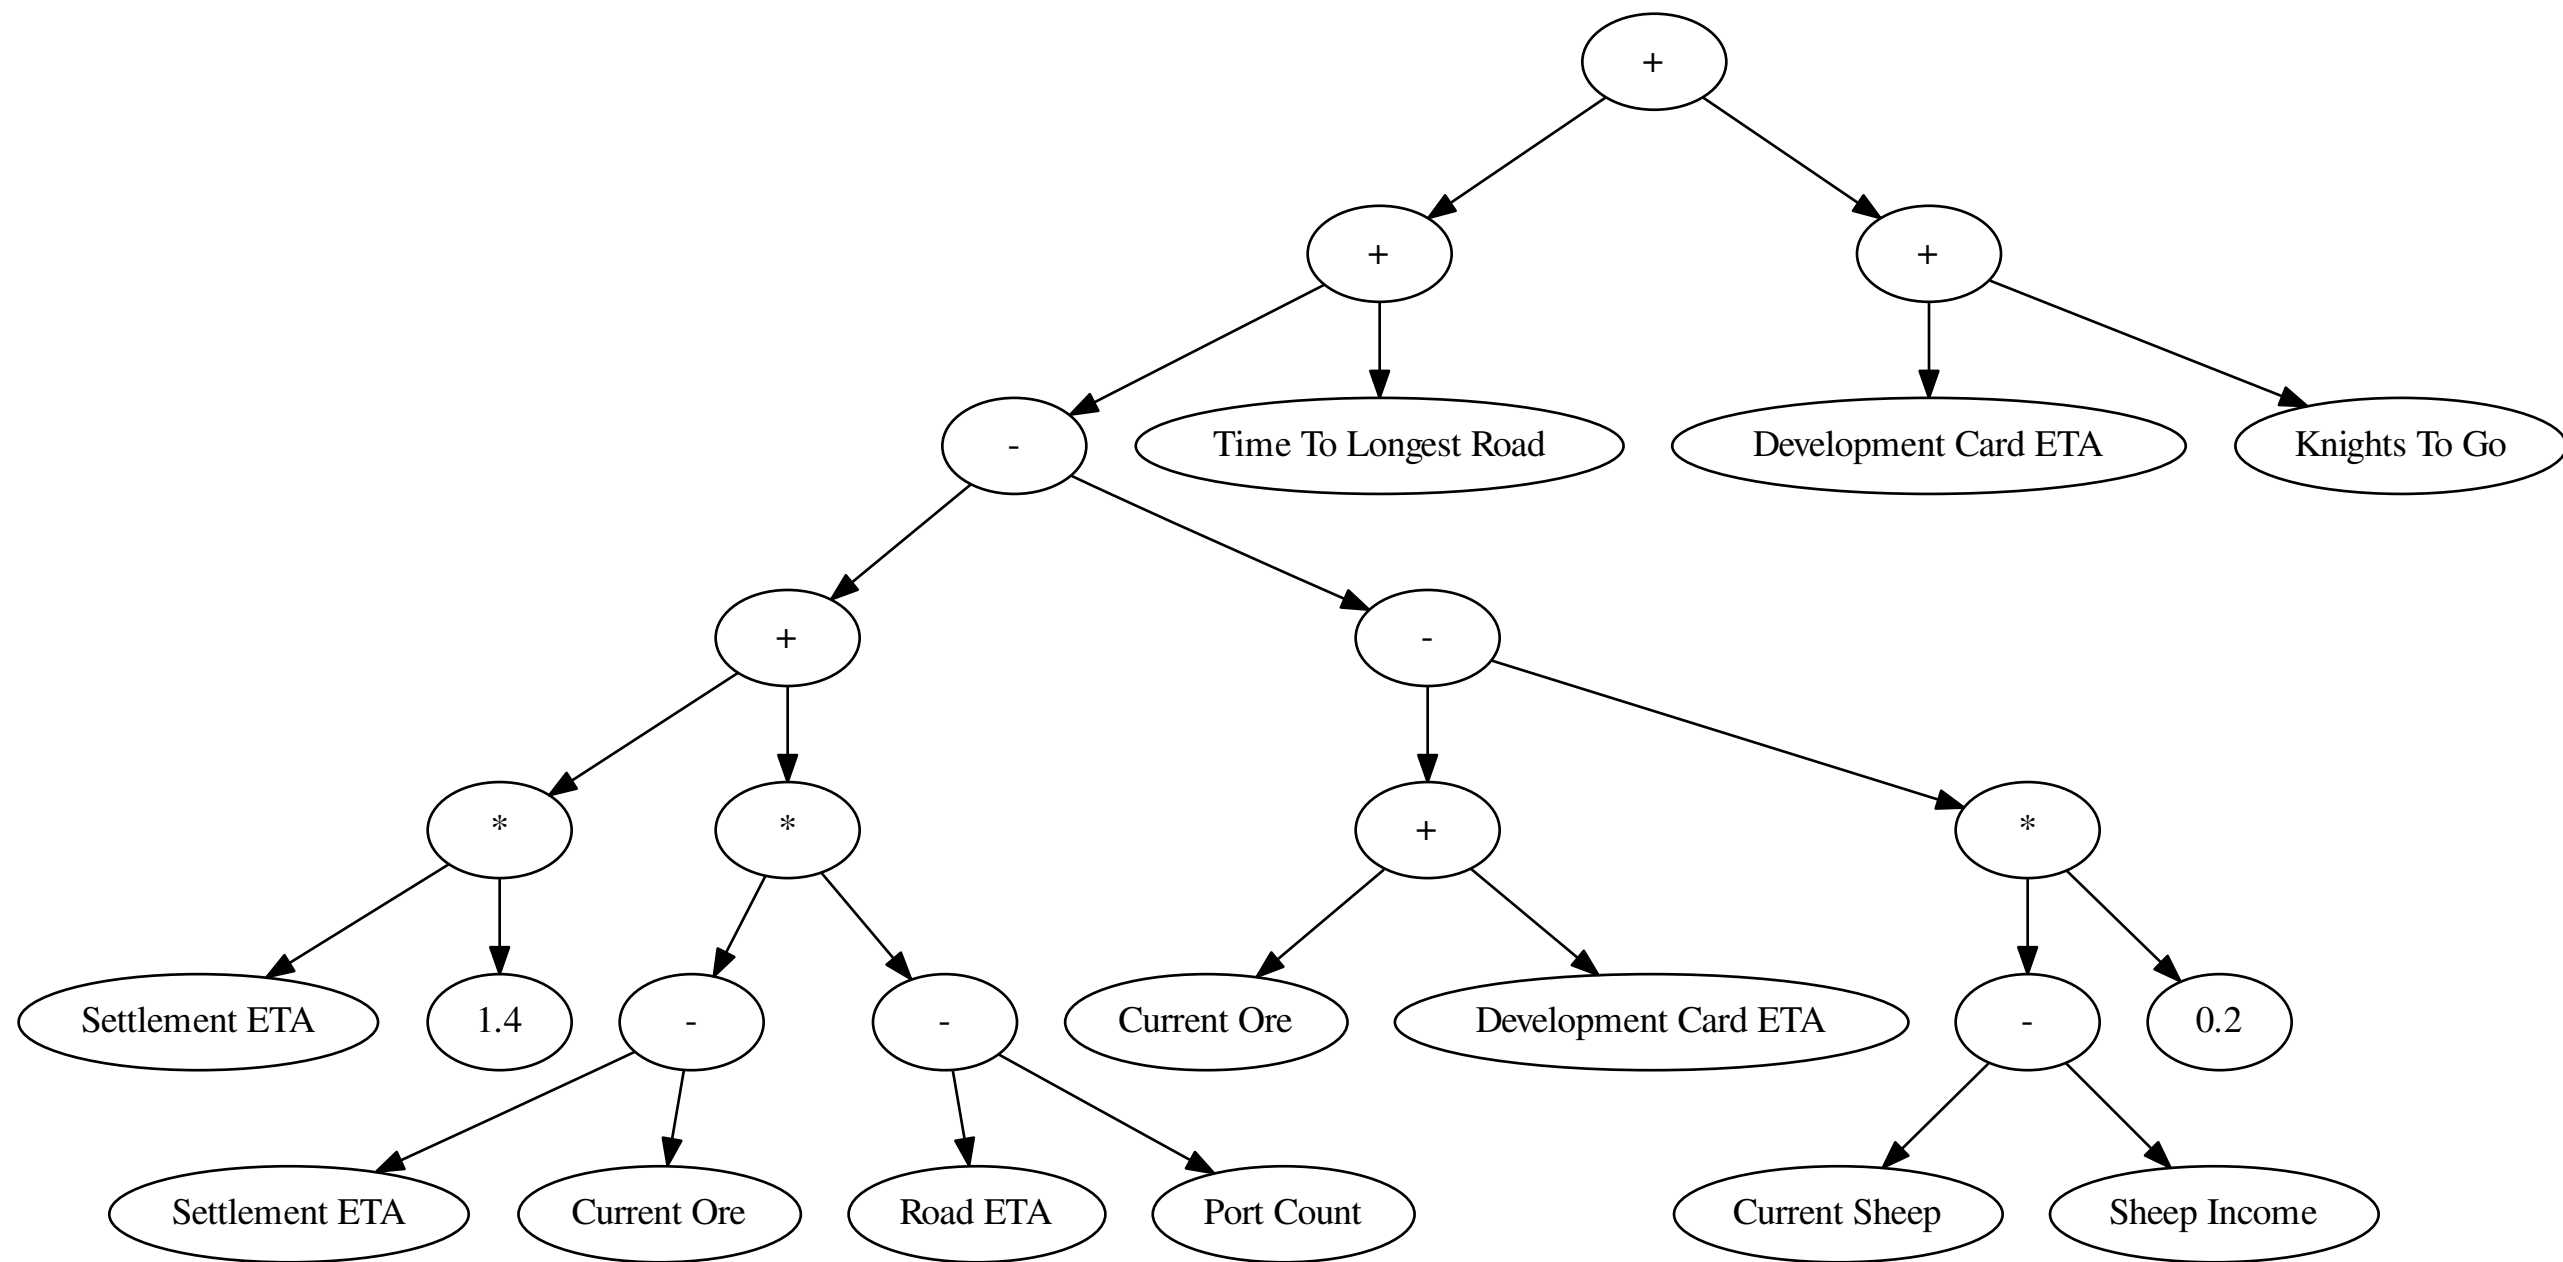 +
+
+
-
Time To Longest Road
Development Card ETA
Knights To Go
+
-
*
*
+
*
Settlement ETA
1.4
-
-
Current Ore
Development Card ETA
-
0.2
Settlement ETA
Current Ore
Road ETA
Port Count
Current Sheep
Sheep Income